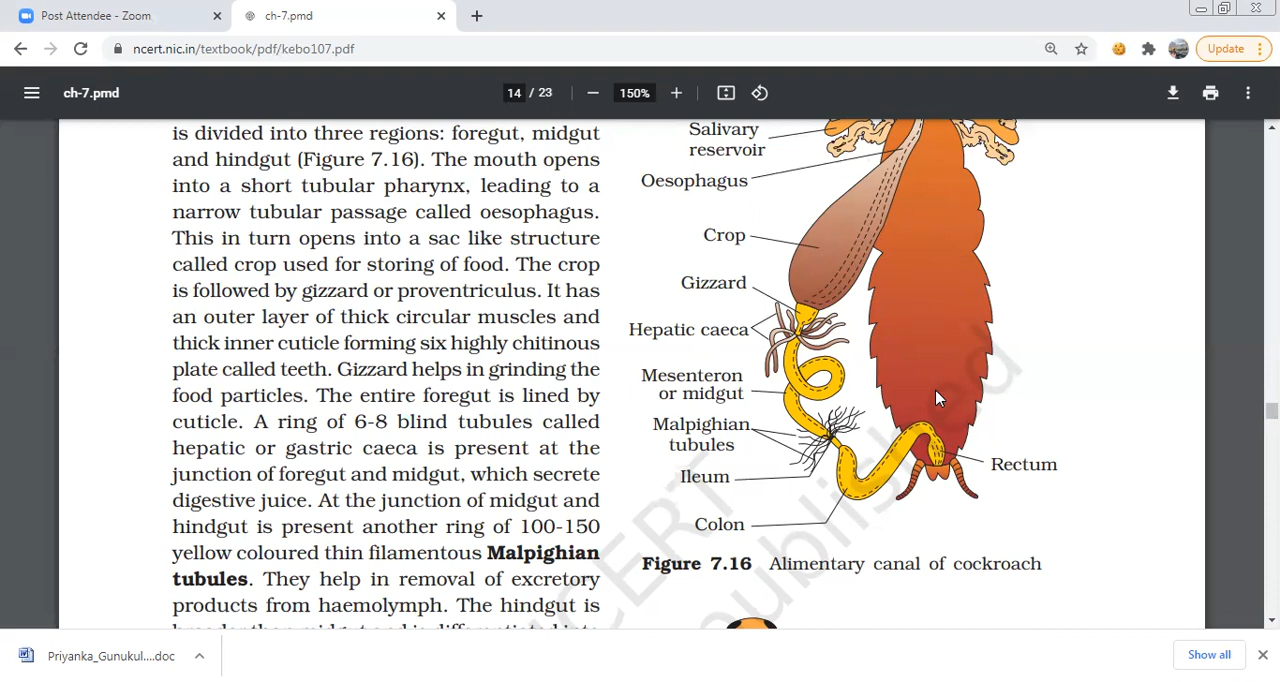 Post Attendee - Zoom
ch-7.pmd
ncert.nic.in/textbook/pdf/kebo107.pdf
Update
ch-7.pmd
14 / 23
150%
is divided into three regions: foregut, midgut
and hindgut (Figure 7.16). The mouth opens
into a short tubular pharynx, leading to a
narrow tubular passage called oesophagus.
This in turn opens into a sac like structure
called crop used for storing of food. The crop
is followed by gizzard or proventriculus. It has
an outer layer of thick circular muscles and
thick inner cuticle forming six highly chitinous
plate called teeth. Gizzard helps in grinding the
food particles. The entire foregut is lined by
cuticle. A ring of 6-8 blind tubules called
hepatic or gastric caeca is present at the
junction of foregut and midgut, which secrete
digestive juice. At the junction of midgut and
hindgut is present another ring of 100-150
yellow coloured thin filamentous Malpighian
tubules. They help in removal of excretory
products from haemolymph. The hindgut is
broader than midgut and is differentiated into
Salivary
reservoir
Oesophagus
Crop
Gizzard
Hepatic caeca
Mesenteron
or midgut
Malpighian
tubules
Ileum
Colon
Rectum
Figure 7.16 Alimentary canal of cockroach
NCERT
published
Priyanka_Gunukul....doc
Show all